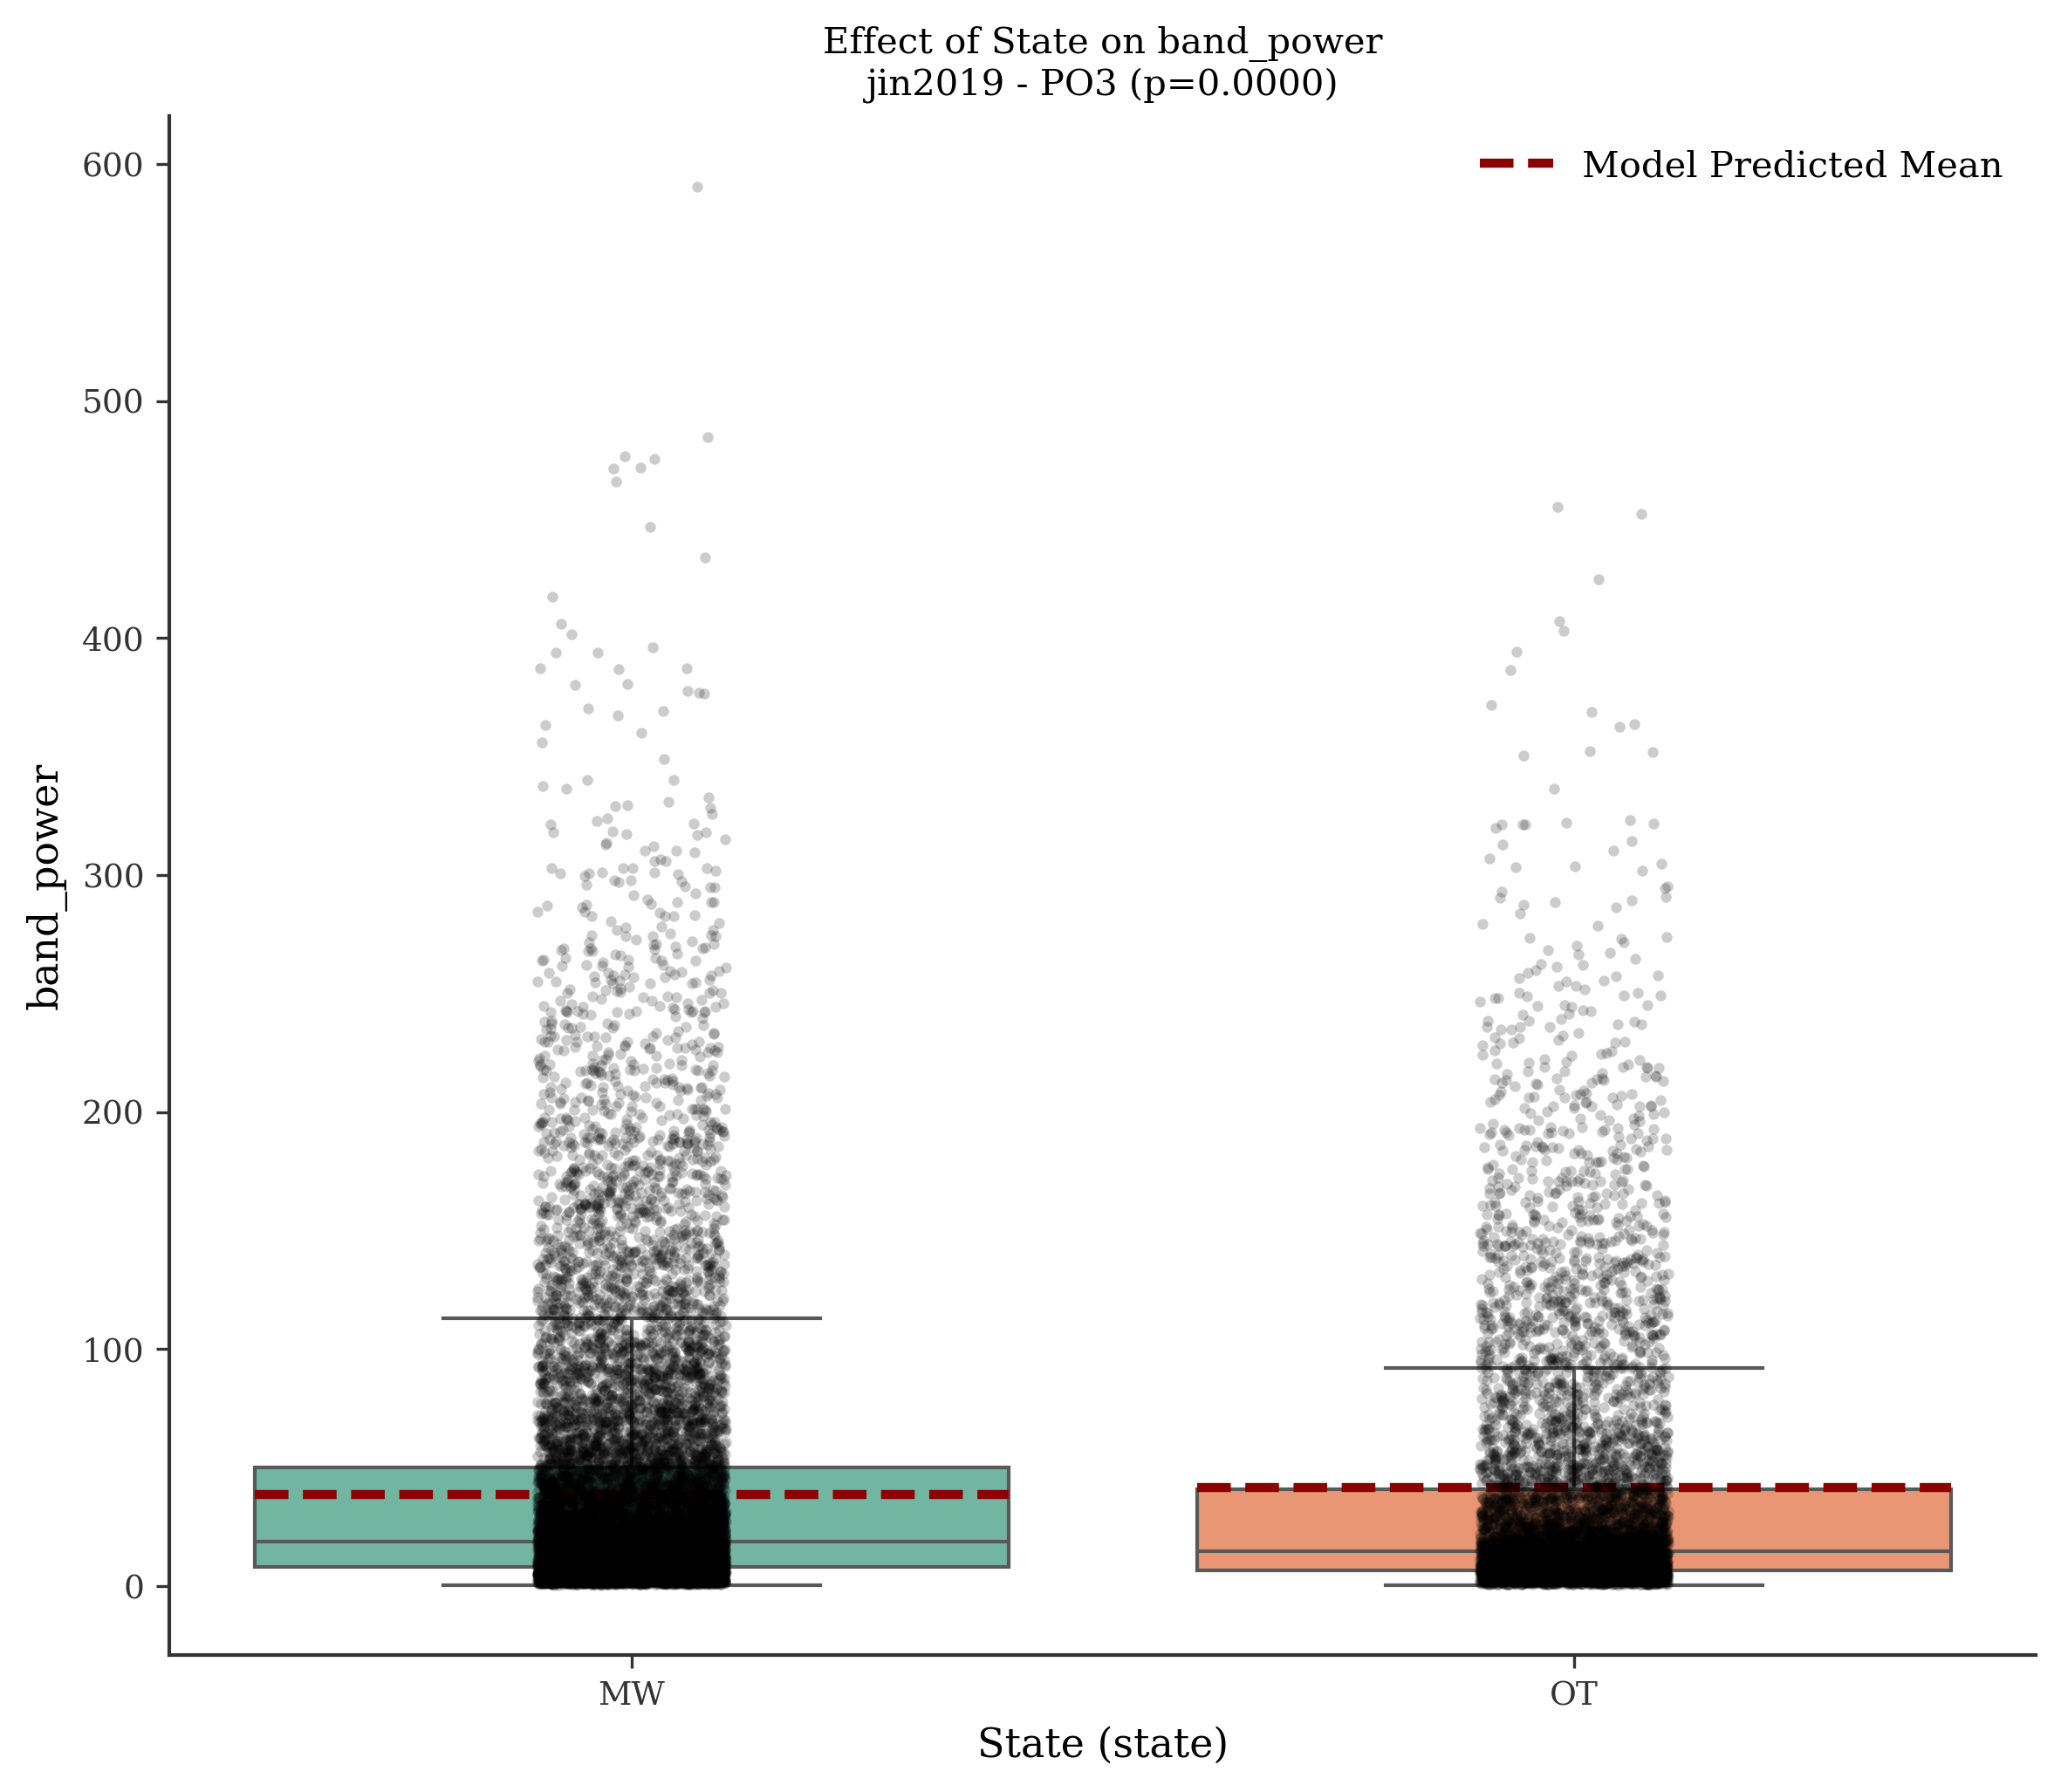 Effect of State on band_power
jin2019 - PO3 (p=0.0000)
Model Predicted Mean
600
500
400
300
200
100
0
band_power
MW
OT
State (state)